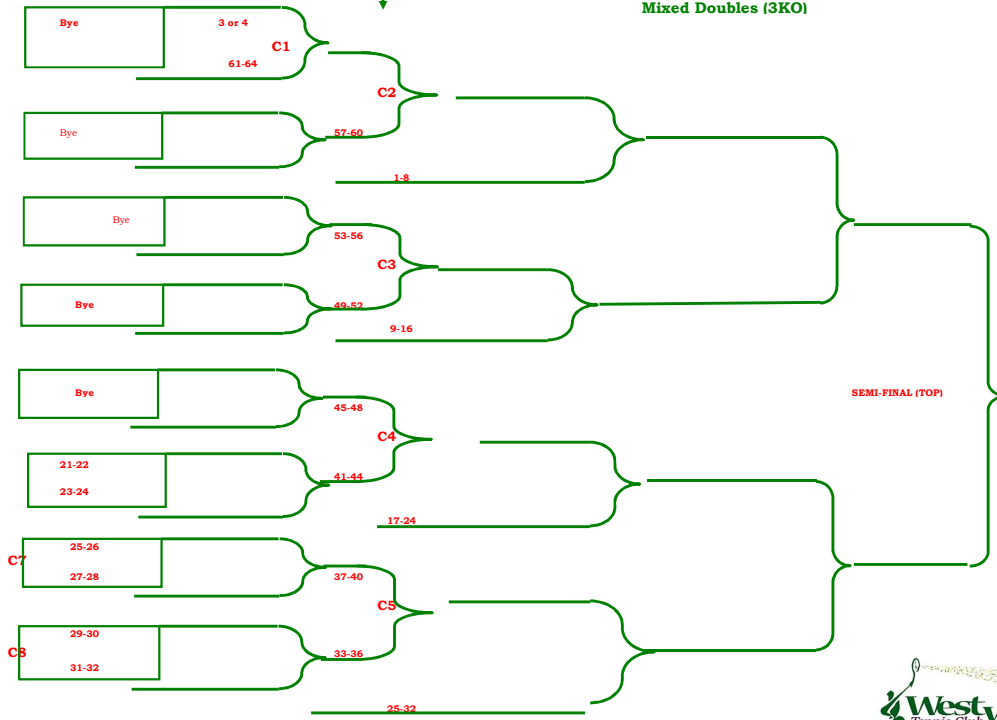 Mixed Doubles (3KO)
Bye
3 or 4
C1
61-64
C2
Bye
57-60
1-8
Bye
53-56
C3
Bye
49-52
9-16
Bye
45-48
SEMI-FINAL (TOP)
C4
21-22
41-44
23-24
17-24
25-26
C7
27-28
37-40
C5
29-30
C8
33-36
31-32
25-32
West
Tennis Club